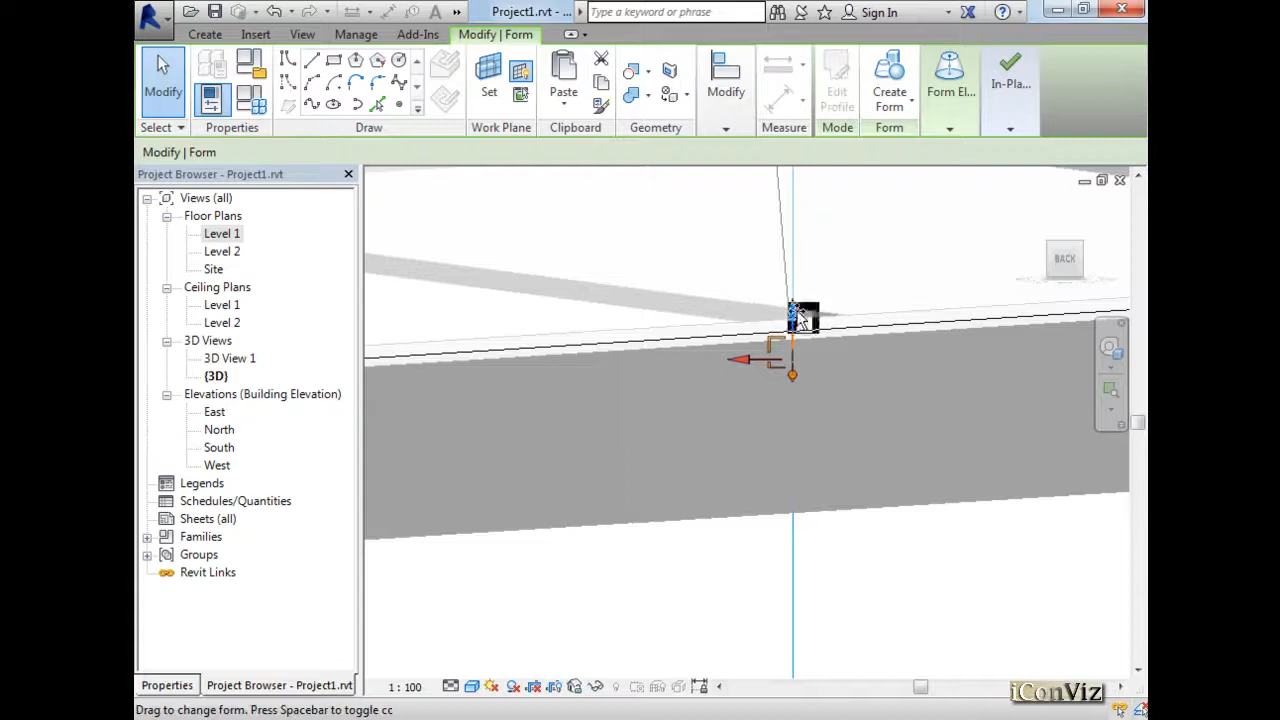 Project1.rvt - ...
Type a keyword or phrase
Sign In
Create
Insert
View
Manage
Add-Ins
Modify | Form
Modify
Set
Paste
Modify
Edit Profile
Create Form
Form El...
In-Pla...
Select
Properties
Draw
Work Plane
Clipboard
Geometry
Measure
Mode
Form
Modify | Form
Project Browser - Project1.rvt
Views (all)
Floor Plans
Level 1
Level 2
Site
Ceiling Plans
Level 1
Level 2
3D Views
3D View 1
{3D}
Elevations (Building Elevation)
East
North
South
West
Legends
Schedules/Quantities
Sheets (all)
Families
Groups
Revit Links
BACK
Properties
Project Browser - Project1.rvt
1 : 100
iConViz
Drag to change form. Press Spacebar to toggle cc